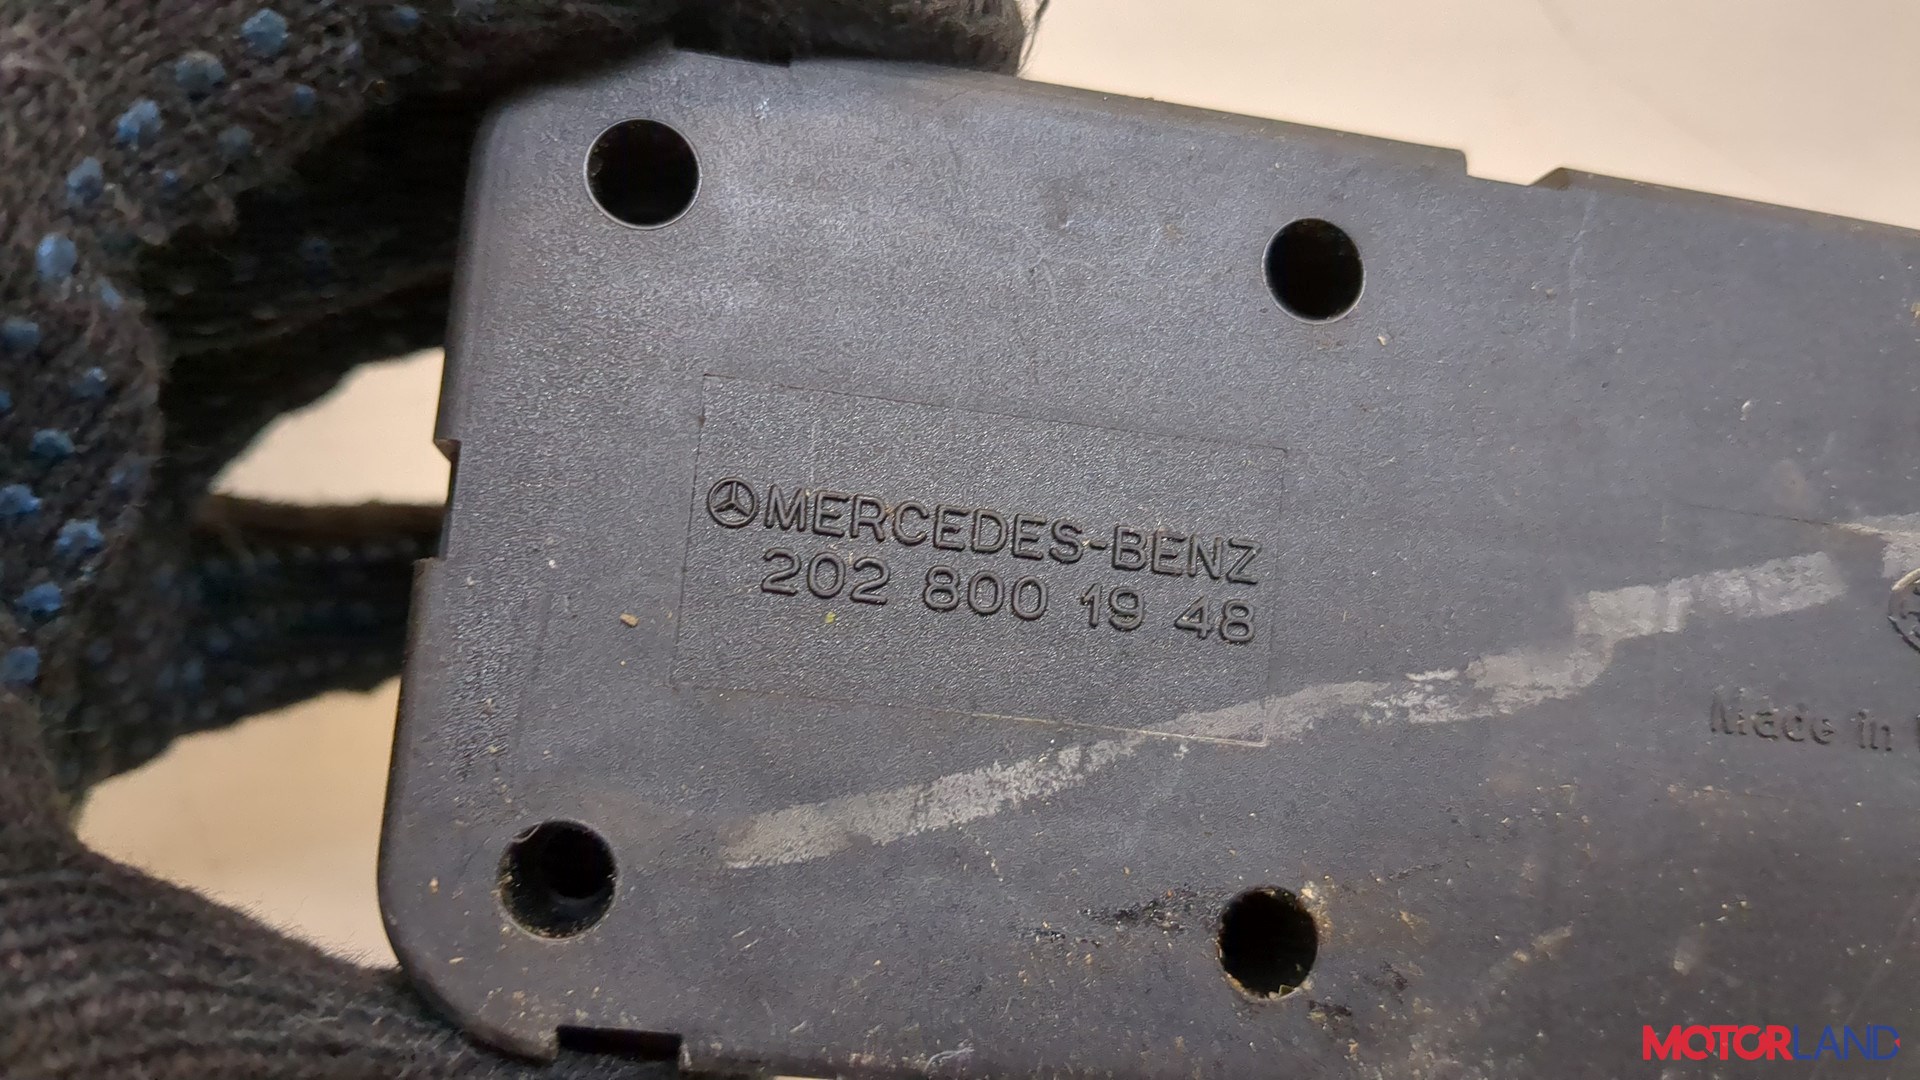 MERCEDES-BENZ
202 800 19 48
Made in
MOTORLAND